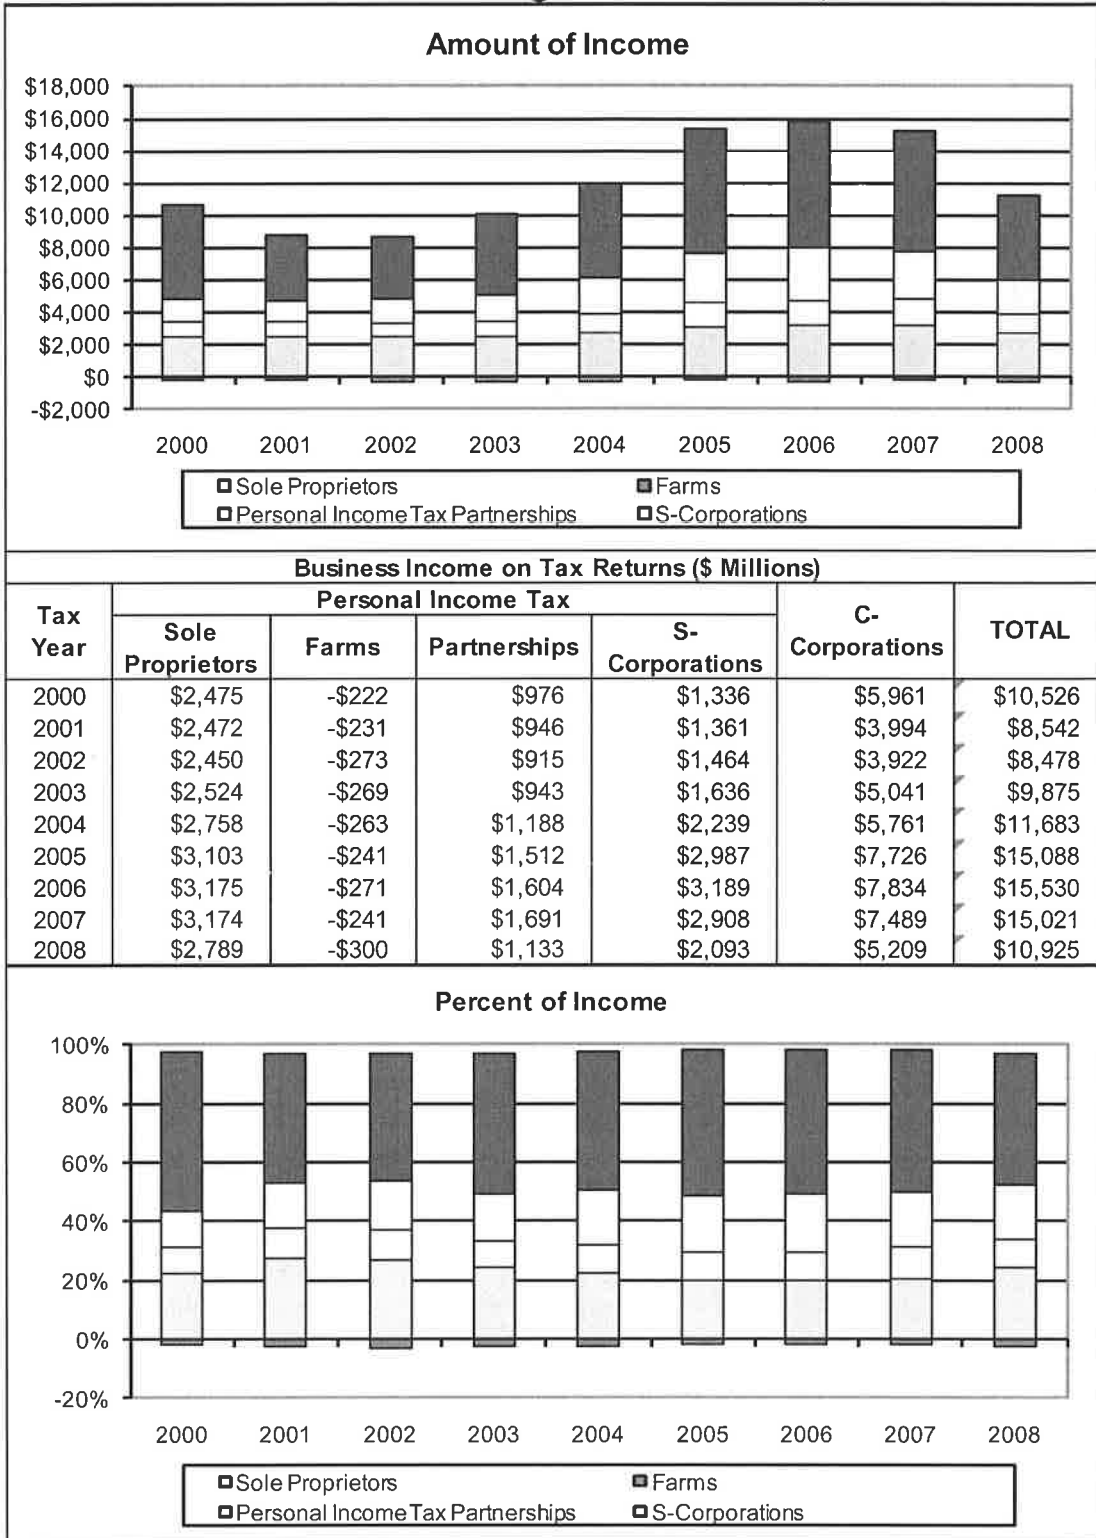 Amount of Income
$18,000
$16,000
$14,000
$12,000
$10,000
$8,000
$6,000
$4,000
$2,000
$0
-$2,000
2000 2001 2002 2003 2004 2005 2006 2007 2008
Sole Proprietors Farms
Personal Income Tax Partnerships S-Corporations
Business Income on Tax Returns ($ Millions)
Tax Year Personal Income Tax C-Corporations TOTAL
Sole Proprietors Farms Partnerships S-Corporations
2000 $2,475 -$222 $976 $1,336 $5,961 $10,526
2001 $2,472 -$231 $946 $1,361 $3,994 $8,542
2002 $2,450 -$273 $915 $1,464 $3,922 $8,478
2003 $2,524 -$269 $943 $1,636 $5,041 $9,875
2004 $2,758 -$263 $1,188 $2,239 $5,761 $11,683
2005 $3,103 -$241 $1,512 $2,987 $7,726 $15,088
2006 $3,175 -$271 $1,604 $3,189 $7,834 $15,530
2007 $3,174 -$241 $1,691 $2,908 $7,489 $15,021
2008 $2,789 -$300 $1,133 $2,093 $5,209 $10,925
Percent of Income
100%
80%
60%
40%
20%
0%
-20%
2000 2001 2002 2003 2004 2005 2006 2007 2008
Sole Proprietors Farms
Personal Income Tax Partnerships S-Corporations